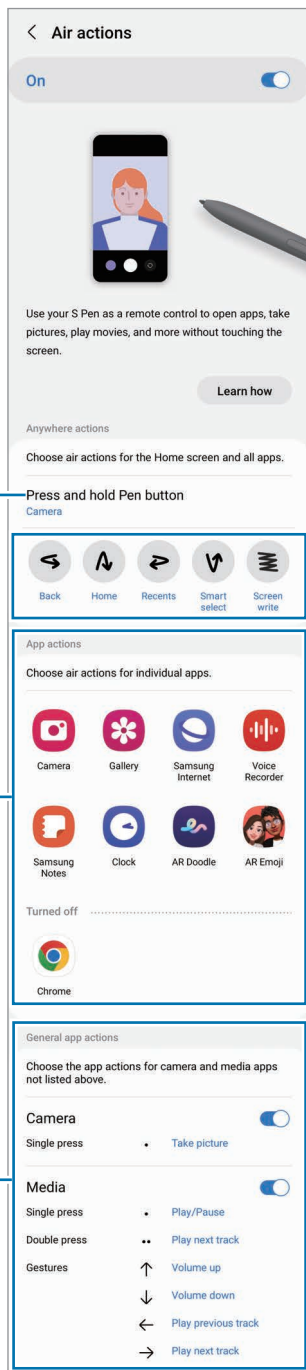 Air actions
On
Use your S Pen as a remote control to open apps, take
pictures, play movies, and more without touching the
screen.
Learn how
Anywhere actions
Choose air actions for the Home screen and all apps.
Press and hold Pen button
Camera
Back Home Recents Smart select Screen write
App actions
Choose air actions for individual apps.
Camera Gallery Samsung Internet Voice Recorder
Samsung Notes Clock AR Doodle AR Emoji
Turned off
Chrome
General app actions
Choose the app actions for camera and media apps
not listed above.
Camera
Single press • Take picture
Media
Single press • Play/Pause
Double press •• Play next track
Gestures ↑ Volume up
↓ Volume down
← Play previous track
→ Play next track